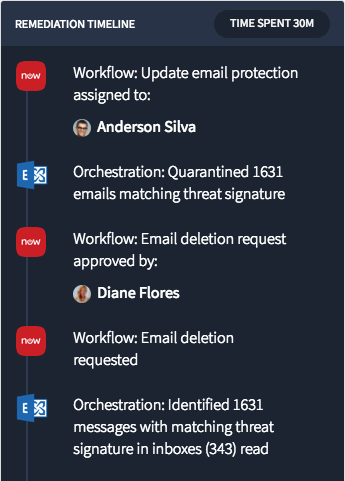 REMEDIATION TIMELINE
TIME SPENT 30M
now
Workflow: Update email protection
assigned to:
Anderson Silva
E
Orchestration: Quarantined 1631
emails matching threat signature
now
Workflow: Email deletion request
approved by:
Diane Flores
now
Workflow: Email deletion
requested
E
Orchestration: Identified 1631
messages with matching threat
signature in inboxes (343) read